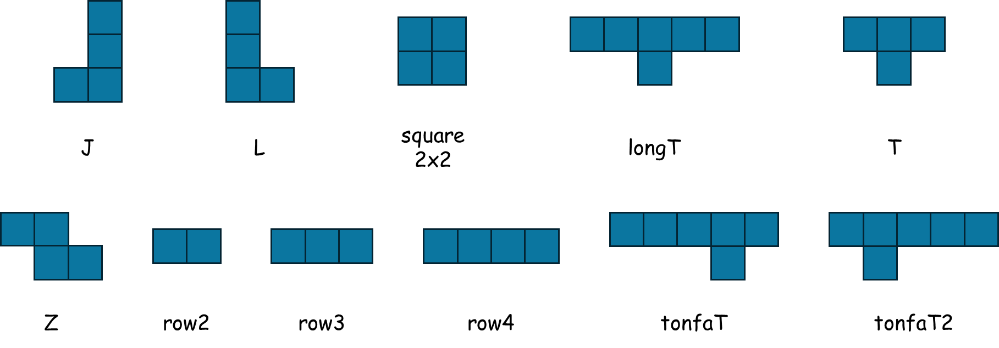 J
L
square
2x2
longT
T
Z
row2
row3
row4
tonfaT
tonfaT2